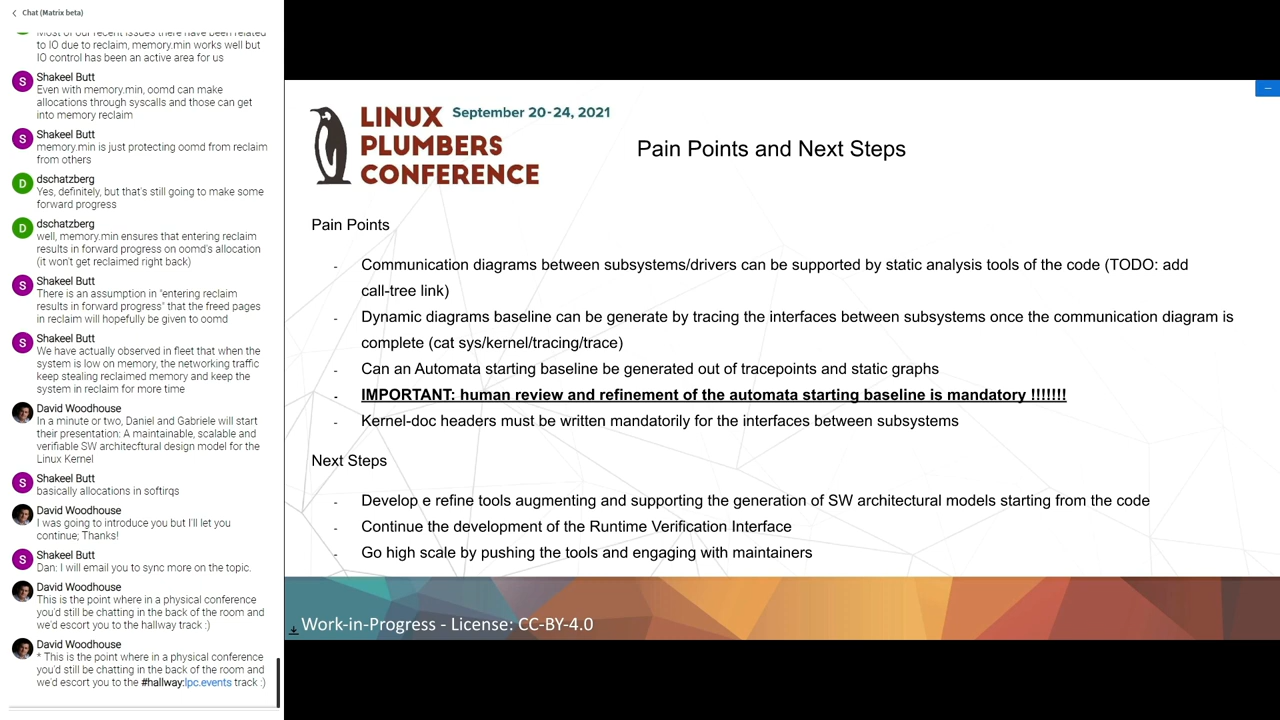 Chat (Matrix beta)
Most of our recent issues there have been related
to IO due to reclaim, memory.min works well but
IO control has been an active area for us
S
Shakeel Butt
Even with memory.min, oomd can make
allocations through syscalls and those can get
into memory reclaim
S
Shakeel Butt
memory.min is just protecting oomd from reclaim
from others
D
dschatzberg
Yes, definitely, but that's still going to make some
forward progress
D
dschatzberg
well, memory.min ensures that entering reclaim
results in forward progress on oomd's allocation
(it won't get reclaimed right back)
S
Shakeel Butt
There is an assumption in "entering reclaim
results in forward progress" that the freed pages
in reclaim will hopefully be given to oomd
S
Shakeel Butt
We have actually observed in fleet that when the
system is low on memory, the networking traffic
keep stealing reclaimed memory and keep the
system in reclaim for more time
David Woodhouse
In a minute or two, Daniel and Gabriele will start
their presentation: A maintainable, scalable and
verifiable SW architecftural design model for the
Linux Kernel
S
Shakeel Butt
basically allocations in softirqs
David Woodhouse
I was going to introduce you but I'll let you
continue; Thanks!
S
Shakeel Butt
Dan: I will email you to sync more on the topic.
David Woodhouse
This is the point where in a physical conference
you'd still be chatting in the back of the room and
we'd escort you to the hallway track :)
David Woodhouse
* This is the point where in a physical conference
you'd still be chatting in the back of the room and
we'd escort you to the #hallway:lpc.events track :)
LINUX
PLUMBERS
CONFERENCE
September 20-24, 2021
Pain Points and Next Steps
Pain Points
- Communication diagrams between subsystems/drivers can be supported by static analysis tools of the code (TODO: add
call-tree link)
- Dynamic diagrams baseline can be generate by tracing the interfaces between subsystems once the communication diagram is
complete (cat sys/kernel/tracing/trace)
- Can an Automata starting baseline be generated out of tracepoints and static graphs
- IMPORTANT: human review and refinement of the automata starting baseline is mandatory !!!!!!!
- Kernel-doc headers must be written mandatorily for the interfaces between subsystems
Next Steps
- Develop e refine tools augmenting and supporting the generation of SW architectural models starting from the code
- Continue the development of the Runtime Verification Interface
- Go high scale by pushing the tools and engaging with maintainers
Work-in-Progress - License: CC-BY-4.0